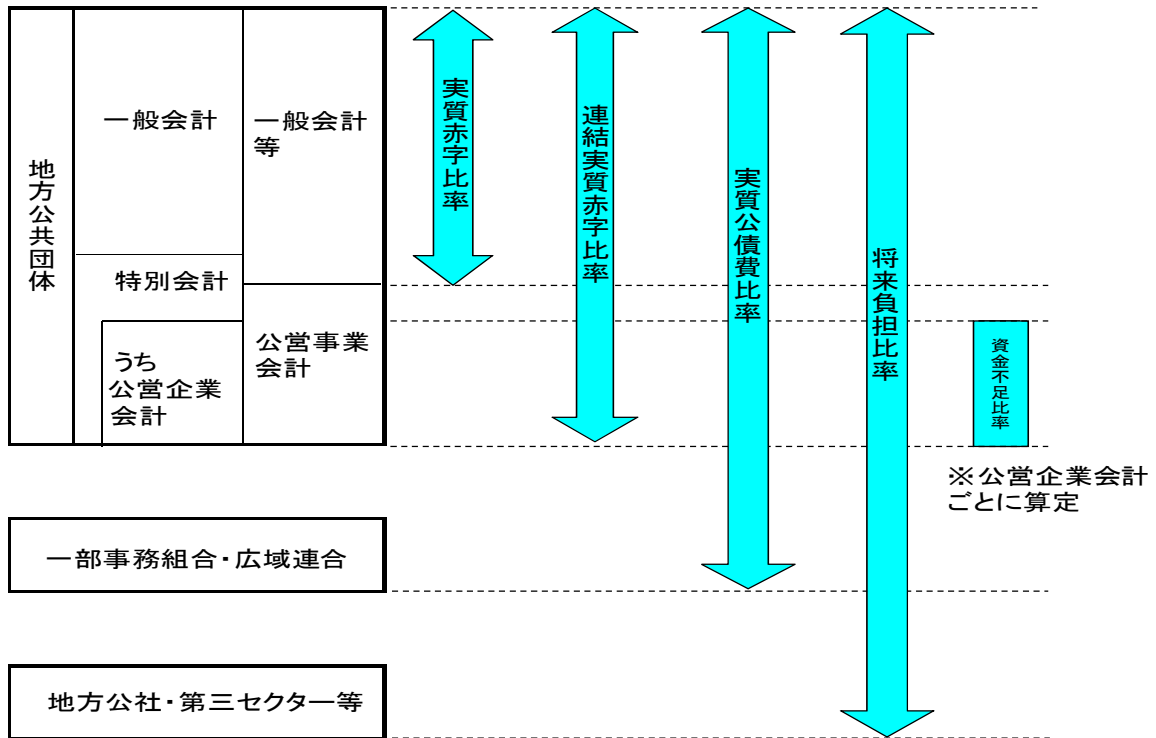 地方公共団体
一般会計
一般会計
等
特別会計
うち
公営企業
会計
公営事業
会計
実質赤字比率
連結実質赤字比率
実質公債費比率
将来負担比率
資金不足比率
※公営企業会計
ごとに算定
一部事務組合・広域連合
地方公社・第三セクター等